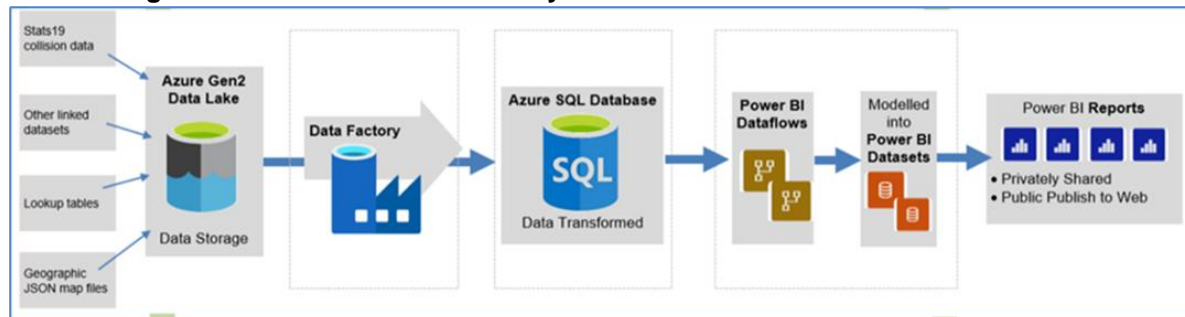 Stats19
collision data
Other linked
datasets
Lookup tables
Geographic
JSON map files
Azure Gen2
Data Lake
Data Storage
Data Factory
Azure SQL Database
SQL
Data Transformed
Power BI
Dataflows
Modelled
into
Power BI
Datasets
Power BI Reports
• Privately Shared
• Public Publish to Web